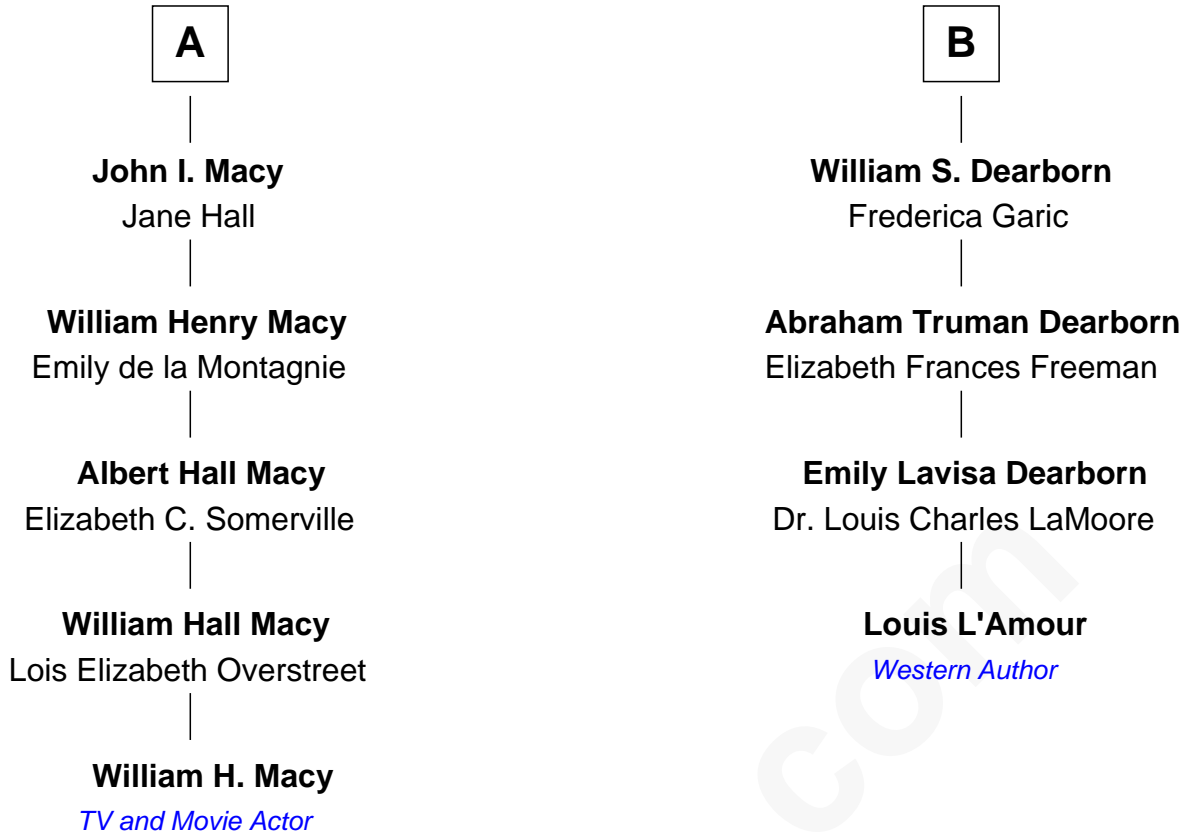 A
John I. Macy
Jane Hall
William Henry Macy
Emily de la Montagnie
Albert Hall Macy
Elizabeth C. Somerville
William Hall Macy
Lois Elizabeth Overstreet
William H. Macy
TV and Movie Actor
B
William S. Dearborn
Frederica Garic
Abraham Truman Dearborn
Elizabeth Frances Freeman
Emily Lavisa Dearborn
Dr. Louis Charles LaMoore
Louis L'Amour
Western Author
com